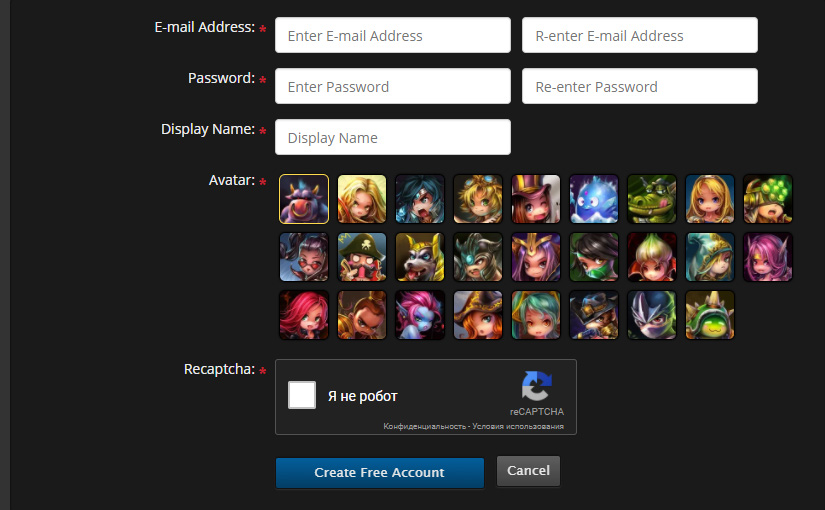 E-mail Address: * Enter E-mail Address R-enter E-mail Address
Password: * Enter Password Re-enter Password
Display Name: * Display Name
Avatar: *
Recaptcha: * Я не робот
reCAPTCHA
Конфиденциальность - Условия использования
Create Free Account Cancel